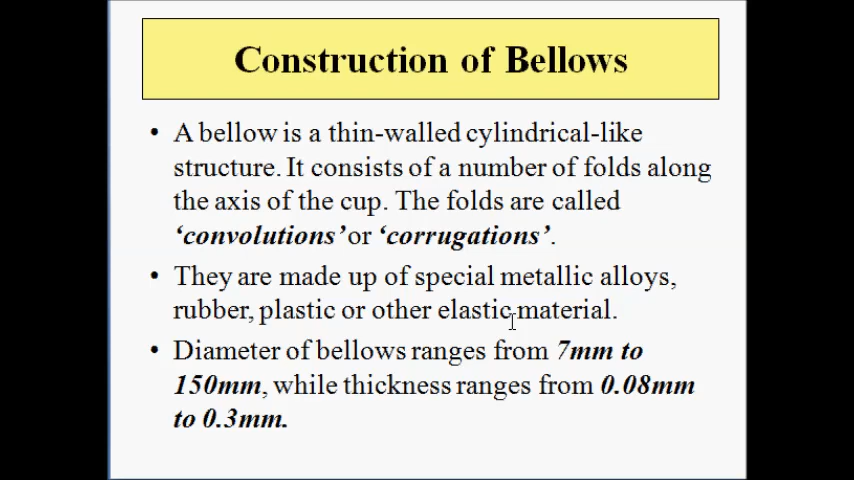 Construction of Bellows
• A bellow is a thin-walled cylindrical-like
structure. It consists of a number of folds along
the axis of the cup. The folds are called
‘convolutions’ or ‘corrugations’.
• They are made up of special metallic alloys,
rubber, plastic or other elastic material.
• Diameter of bellows ranges from 7mm to
150mm, while thickness ranges from 0.08mm
to 0.3mm.